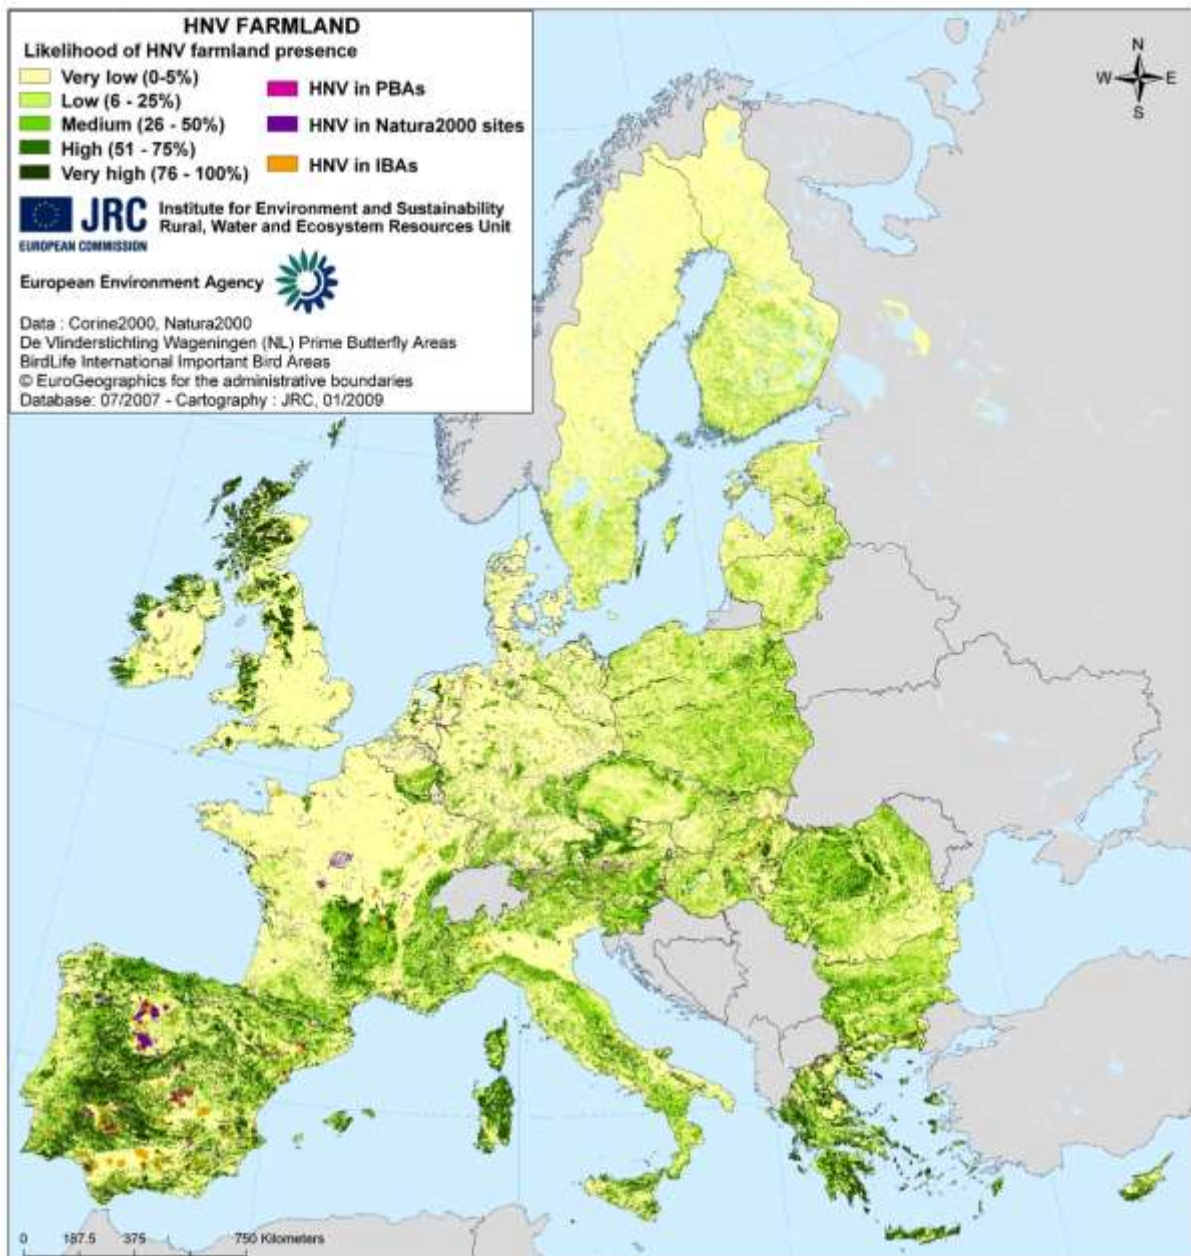 HNV FARMLAND
Likelihood of HNV farmland presence
Very low (0-5%)
Low (6 - 25%)
Medium (26 - 50%)
High (51 - 75%)
Very high (76 - 100%)
HNV in PBAs
HNV in Natura2000 sites
HNV in IBAs
JRC
EUROPEAN COMMISSION
Institute for Environment and Sustainability
Rural, Water and Ecosystem Resources Unit
European Environment Agency
Data : Corine2000, Natura2000
De Vlinderstichting Wageningen (NL) Prime Butterfly Areas
BirdLife International Important Bird Areas
© EuroGeographics for the administrative boundaries
Database: 07/2007 - Cartography : JRC, 01/2009
N
W E
S
0 187.5 375 750 Kilometers